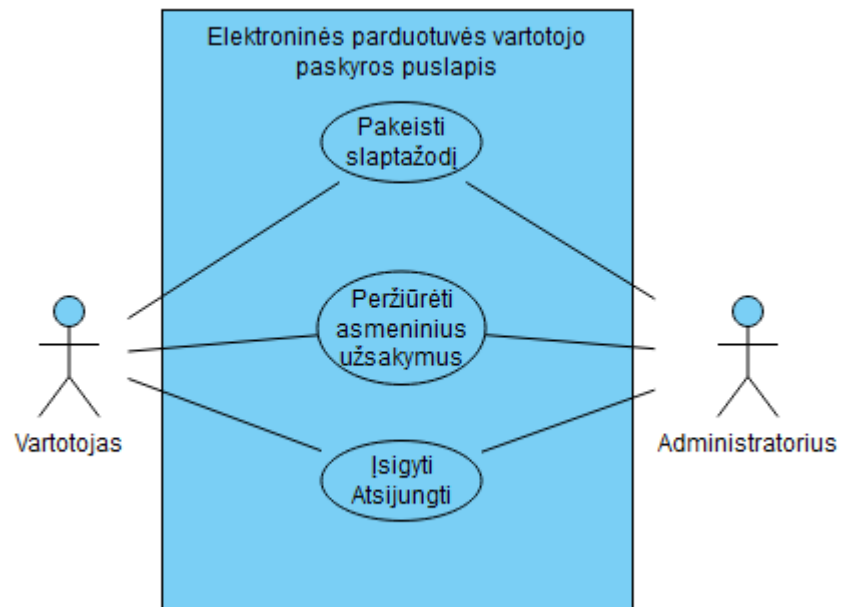 Elektroninės parduotuvės vartotojo
paskyros puslapis
Pakeisti
slaptažodį
Peržiūrėti
asmeninius
užsakymus
Vartotojas
Administratorius
Įsigyti
Atsijungti